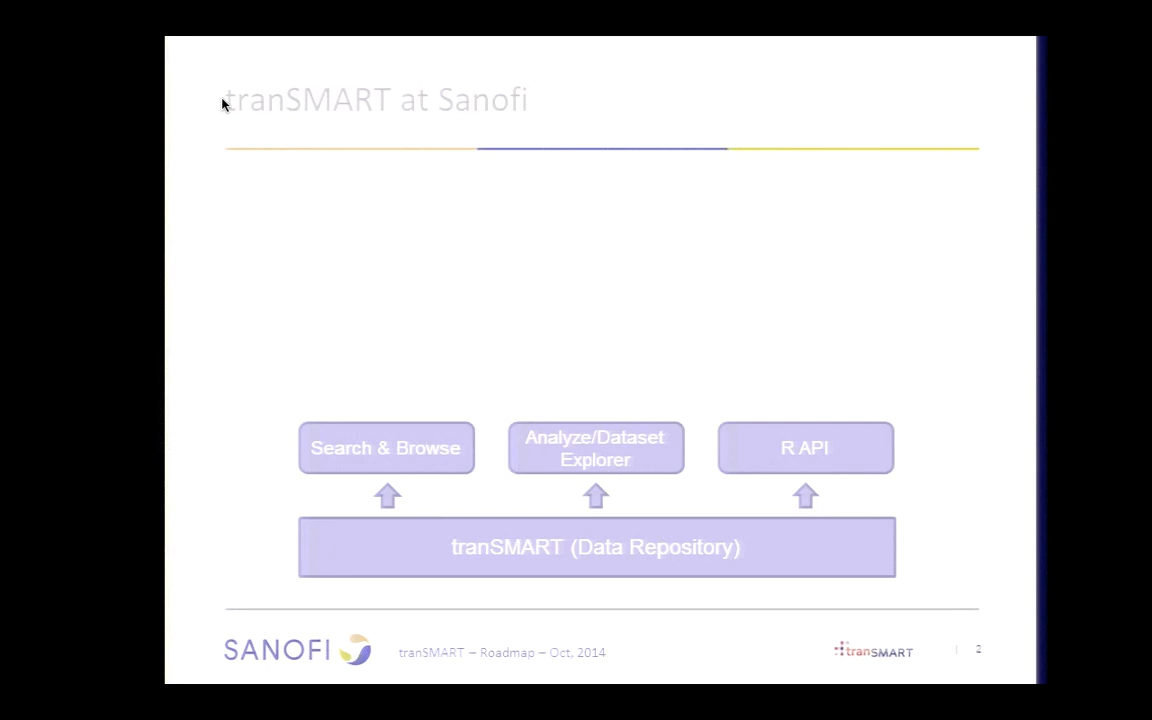 tranSMART at Sanofi
Search & Browse
Analyze/Dataset
Explorer
R API
tranSMART (Data Repository)
SANOFI
tranSMART – Roadmap – Oct, 2014
tranSMART
| 2